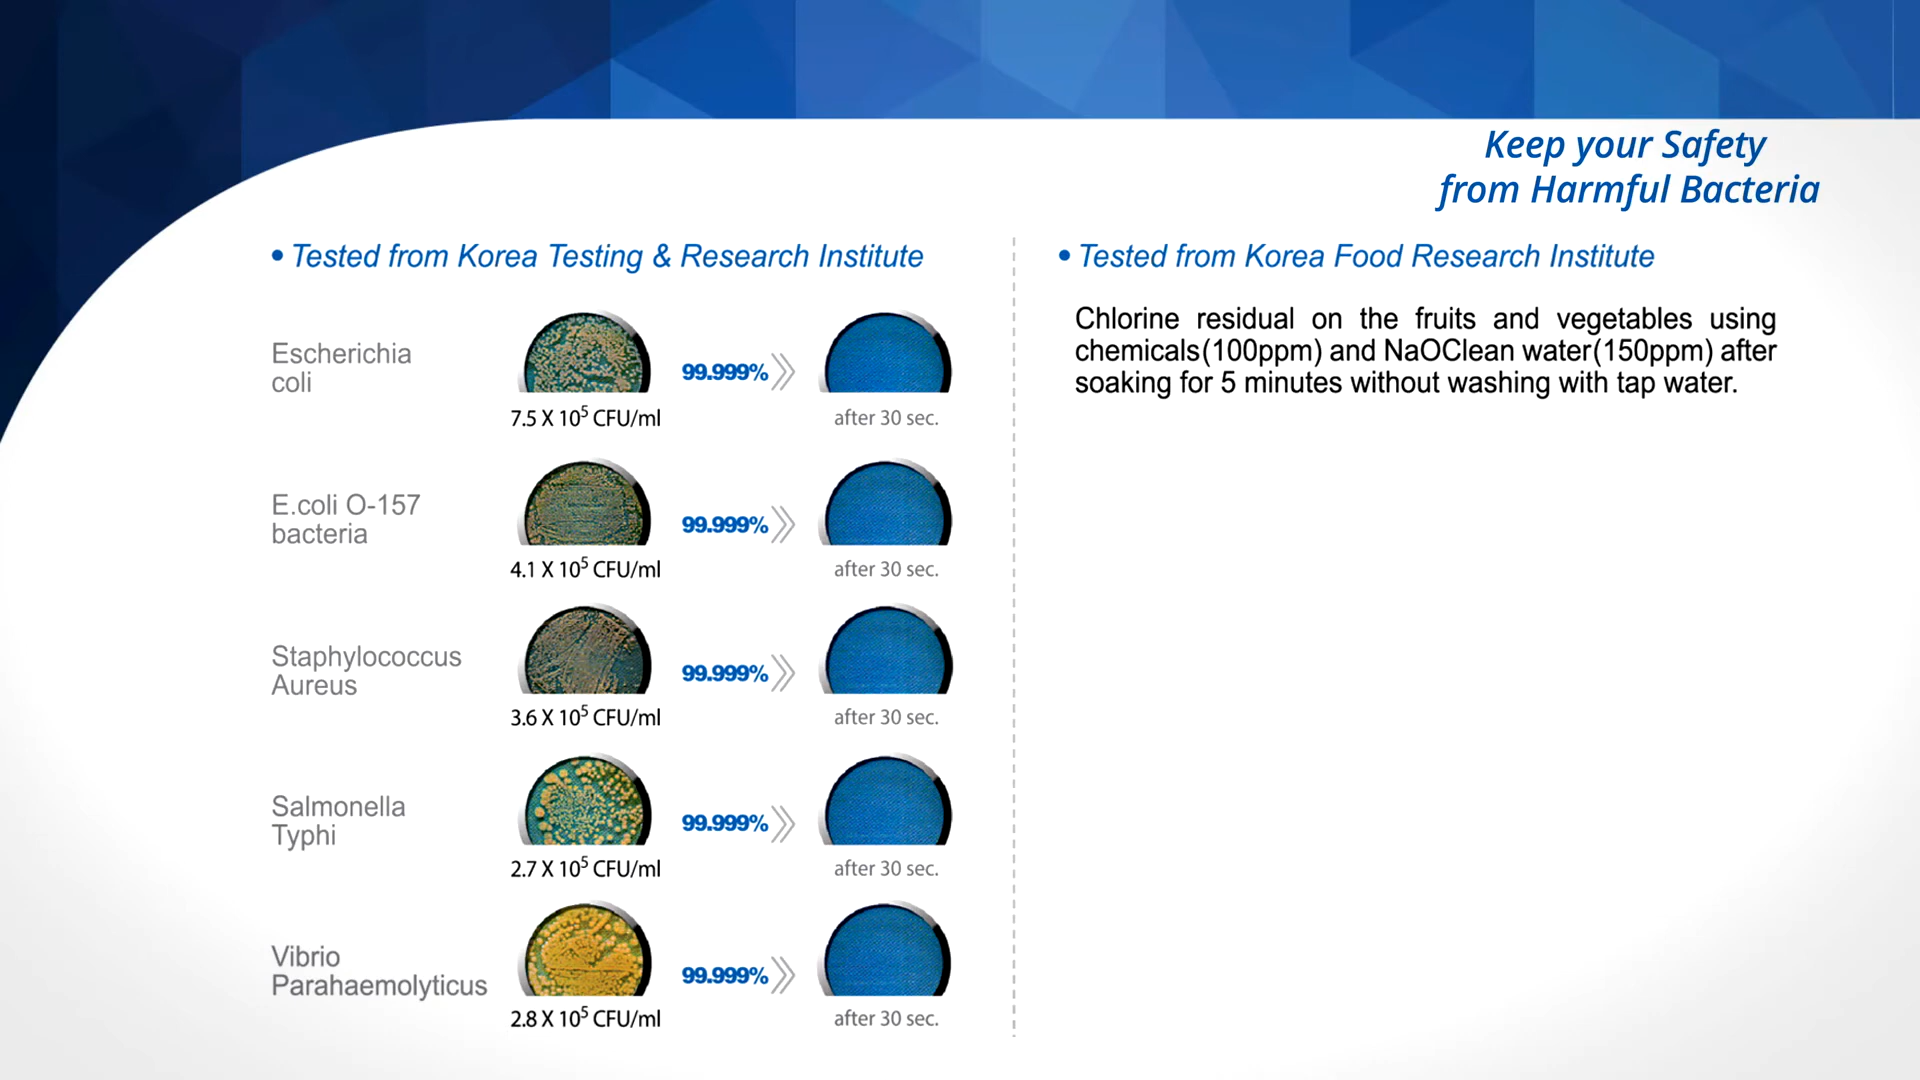 Keep your Safety
from Harmful Bacteria
• Tested from Korea Testing & Research Institute
Escherichia
coli
99.999%
7.5 X 10⁵ CFU/ml
after 30 sec.
E.coli O-157
bacteria
99.999%
4.1 X 10⁵ CFU/ml
after 30 sec.
Staphylococcus
Aureus
99.999%
3.6 X 10⁵ CFU/ml
after 30 sec.
Salmonella
Typhi
99.999%
2.7 X 10⁵ CFU/ml
after 30 sec.
Vibrio
Parahaemolyticus
99.999%
2.8 X 10⁵ CFU/ml
after 30 sec.
• Tested from Korea Food Research Institute
Chlorine residual on the fruits and vegetables using
chemicals(100ppm) and NaOClean water(150ppm) after
soaking for 5 minutes without washing with tap water.